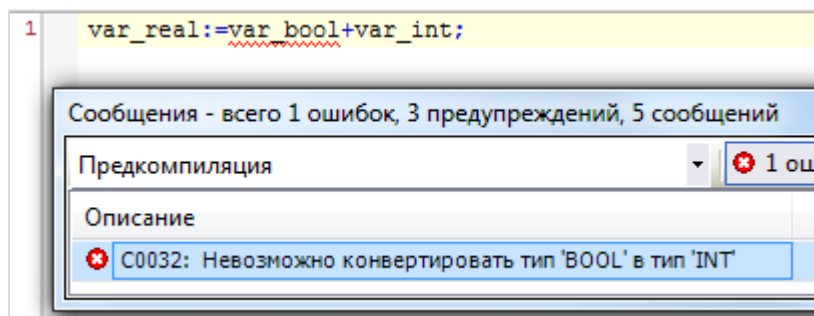 1 var_real:=var_bool+var_int;
Сообщения - всего 1 ошибок, 3 предупреждений, 5 сообщений
Предкомпиляция 1
Описание
C0032: Невозможно конвертировать тип 'BOOL' в тип 'INT'